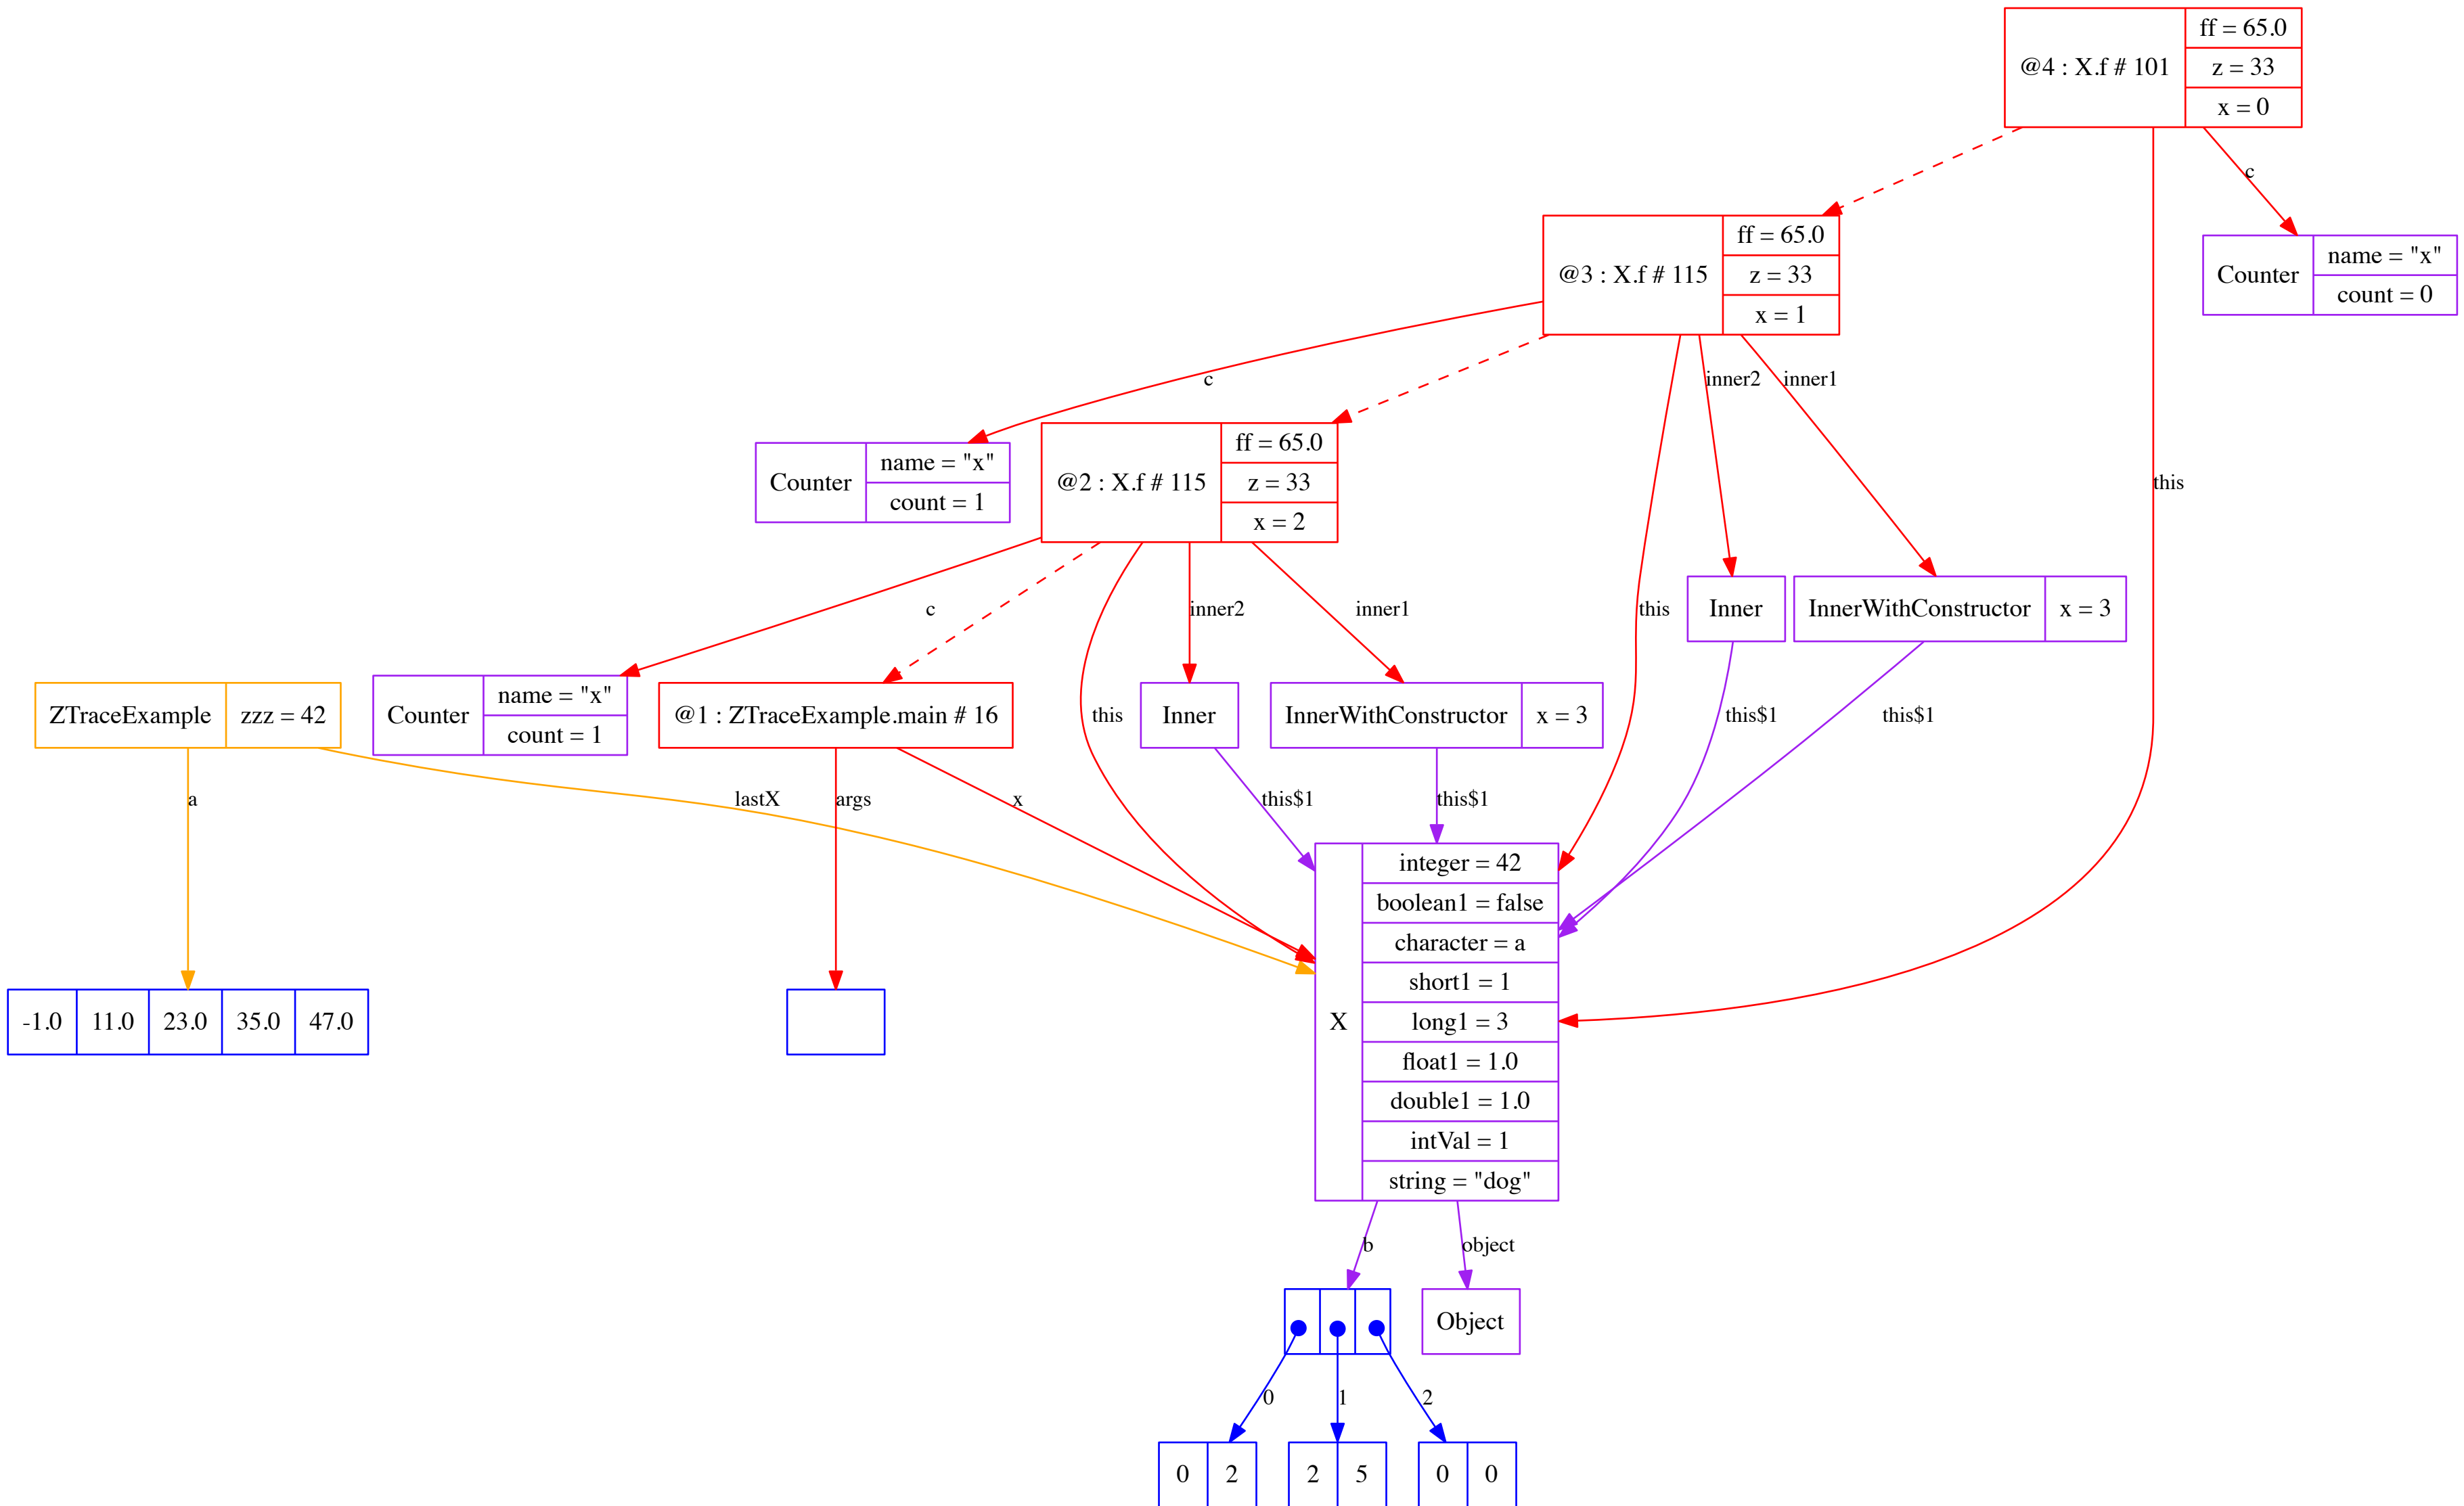 @4 : X.f # 101
ff = 65.0
z = 33
x = 0
c
@3 : X.f # 115
ff = 65.0
z = 33
x = 1
Counter
name = "x"
count = 0
c
inner2
inner1
@2 : X.f # 115
ff = 65.0
z = 33
x = 2
Counter
name = "x"
count = 1
this
c
inner2
inner1
this
Inner
InnerWithConstructor
x = 3
ZTraceExample
zzz = 42
Counter
name = "x"
count = 1
@1 : ZTraceExample.main # 16
this
Inner
InnerWithConstructor
x = 3
this$1
this$1
a
lastX
args
x
this$1
this$1
X
integer = 42
boolean1 = false
character = a
short1 = 1
long1 = 3
float1 = 1.0
double1 = 1.0
intVal = 1
string = "dog"
-1.0
11.0
23.0
35.0
47.0
b
object
Object
0
1
2
0
2
2
5
0
0